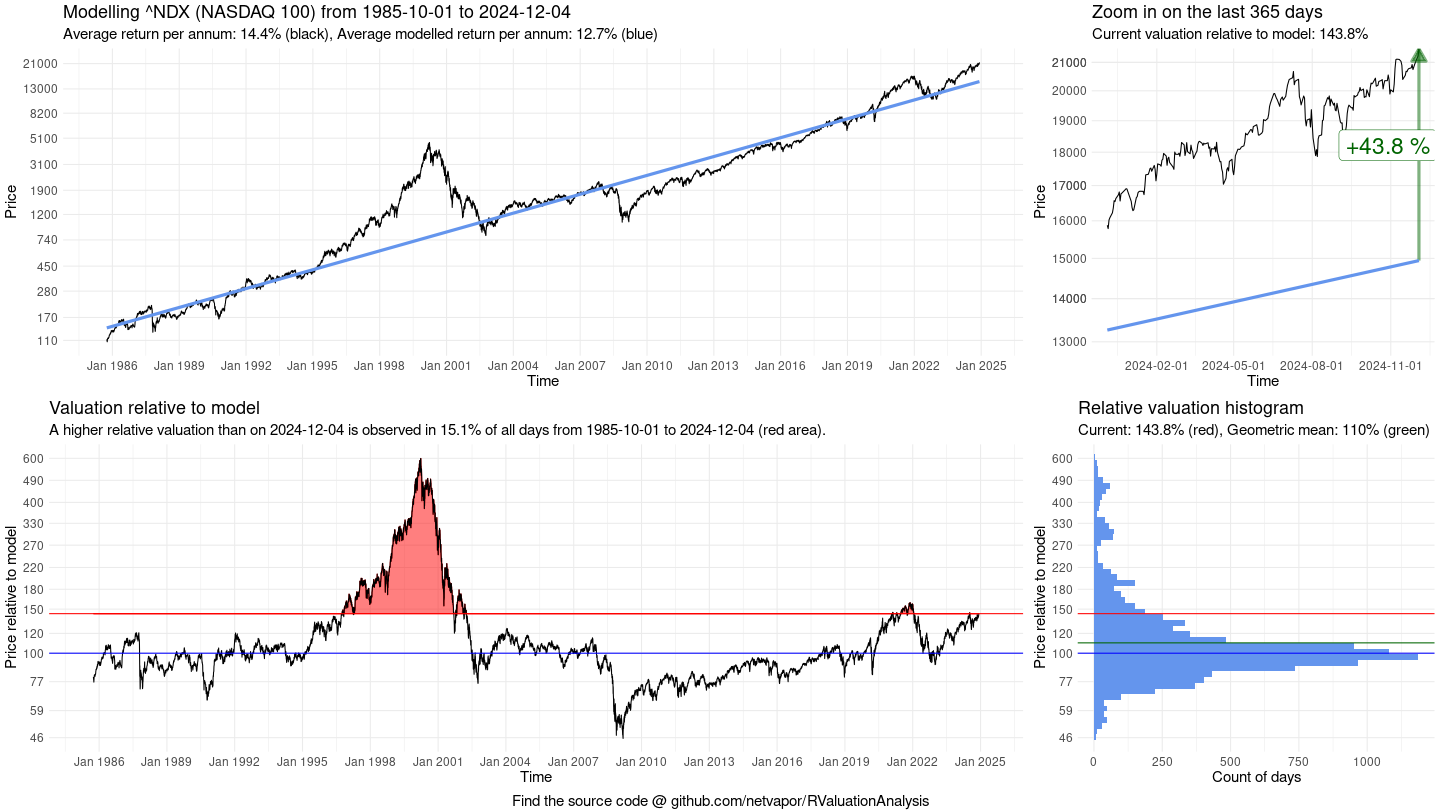 Modelling ^NDX (NASDAQ 100) from 1985-10-01 to 2024-12-04
Average return per annum: 14.4% (black), Average modelled return per annum: 12.7% (blue)
Price
21000
13000
8200
5100
3100
1900
1200
740
450
280
170
110
Jan 1986 Jan 1989 Jan 1992 Jan 1995 Jan 1998 Jan 2001 Jan 2004 Jan 2007 Jan 2010 Jan 2013 Jan 2016 Jan 2019 Jan 2022 Jan 2025
Time
Zoom in on the last 365 days
Current valuation relative to model: 143.8%
Price
21000
20000
19000
18000
17000
16000
15000
14000
13000
+43.8 %
2024-02-01 2024-05-01 2024-08-01 2024-11-01
Time
Valuation relative to model
A higher relative valuation than on 2024-12-04 is observed in 15.1% of all days from 1985-10-01 to 2024-12-04 (red area).
Price relative to model
600
490
400
330
270
220
180
150
120
100
77
59
46
Jan 1986 Jan 1989 Jan 1992 Jan 1995 Jan 1998 Jan 2001 Jan 2004 Jan 2007 Jan 2010 Jan 2013 Jan 2016 Jan 2019 Jan 2022 Jan 2025
Time
Relative valuation histogram
Current: 143.8% (red), Geometric mean: 110% (green)
Price relative to model
600
490
400
330
270
220
180
150
120
100
77
59
46
0 250 500 750 1000
Count of days
Find the source code @ github.com/netvapor/RValuationAnalysis